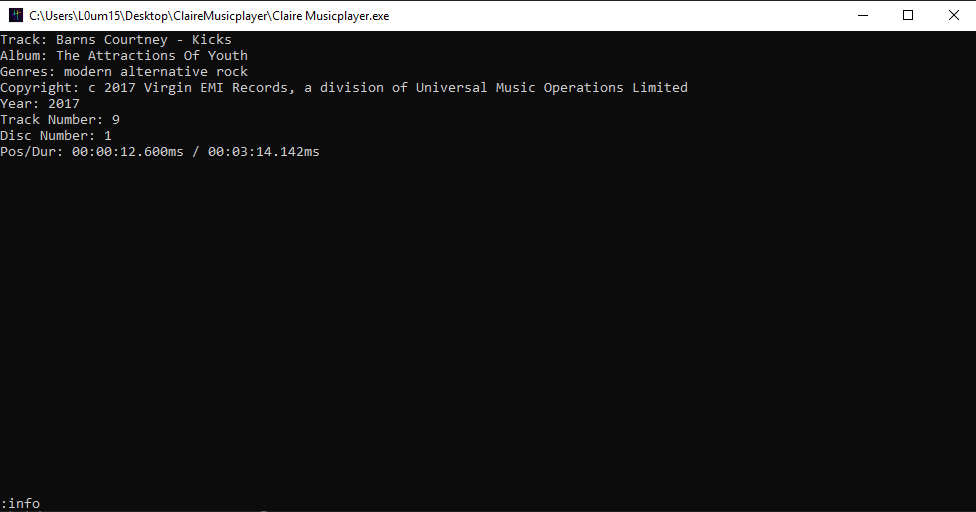 C:\Users\L0um15\Desktop\ClaireMusicplayer\Claire Musicplayer.exe
Track: Barns Courtney - Kicks
Album: The Attractions Of Youth
Genres: modern alternative rock
Copyright: c 2017 Virgin EMI Records, a division of Universal Music Operations Limited
Year: 2017
Track Number: 9
Disc Number: 1
Pos/Dur: 00:00:12.600ms / 00:03:14.142ms
:info